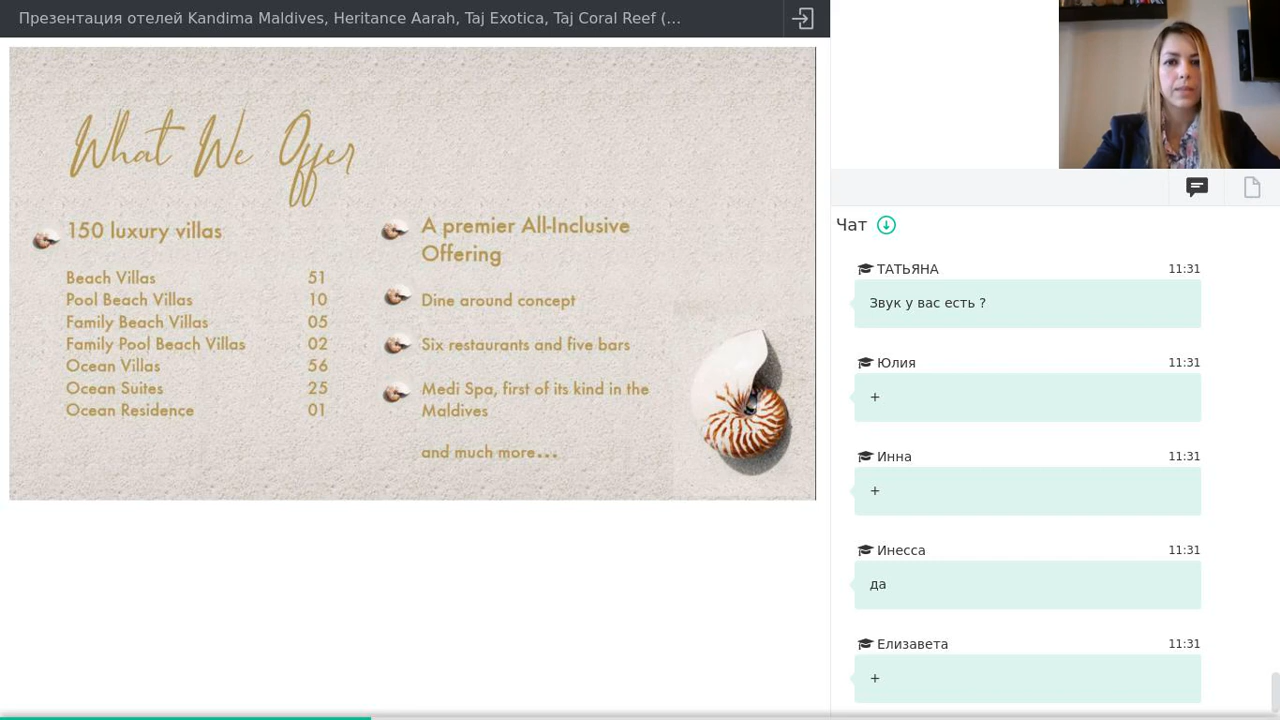 Презентация отелей Kandima Maldives, Heritance Aarah, Taj Exotica, Taj Coral Reef (...
What We Offer
150 luxury villas
Beach Villas 51
Pool Beach Villas 10
Family Beach Villas 05
Family Pool Beach Villas 02
Ocean Villas 56
Ocean Suites 25
Ocean Residence 01
A premier All-Inclusive
Offering
Dine around concept
Six restaurants and five bars
Medi Spa, first of its kind in the
Maldives
and much more...
Чат
ТАТЬЯНА 11:31
Звук у вас есть ?
Юлия 11:31
+
Инна 11:31
+
Инесса 11:31
да
Елизавета 11:31
+